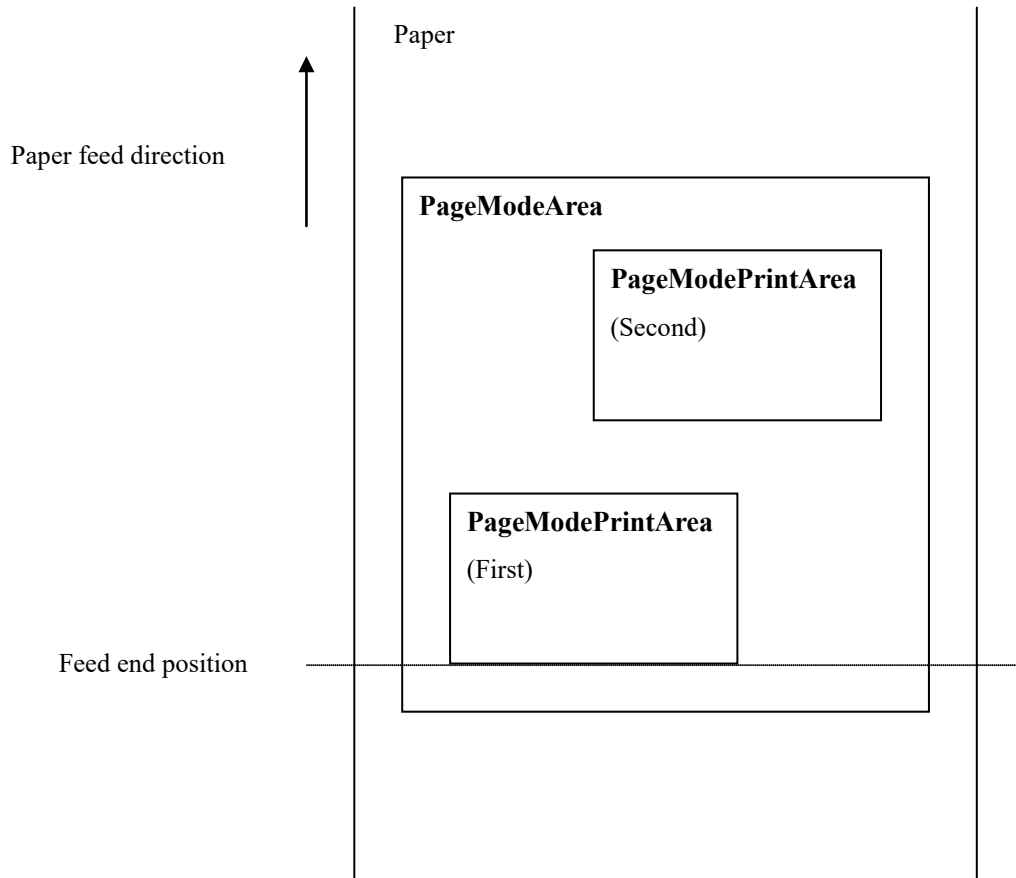 Paper
Paper feed direction
PageModeArea
PageModePrintArea
(Second)
PageModePrintArea
(First)
Feed end position